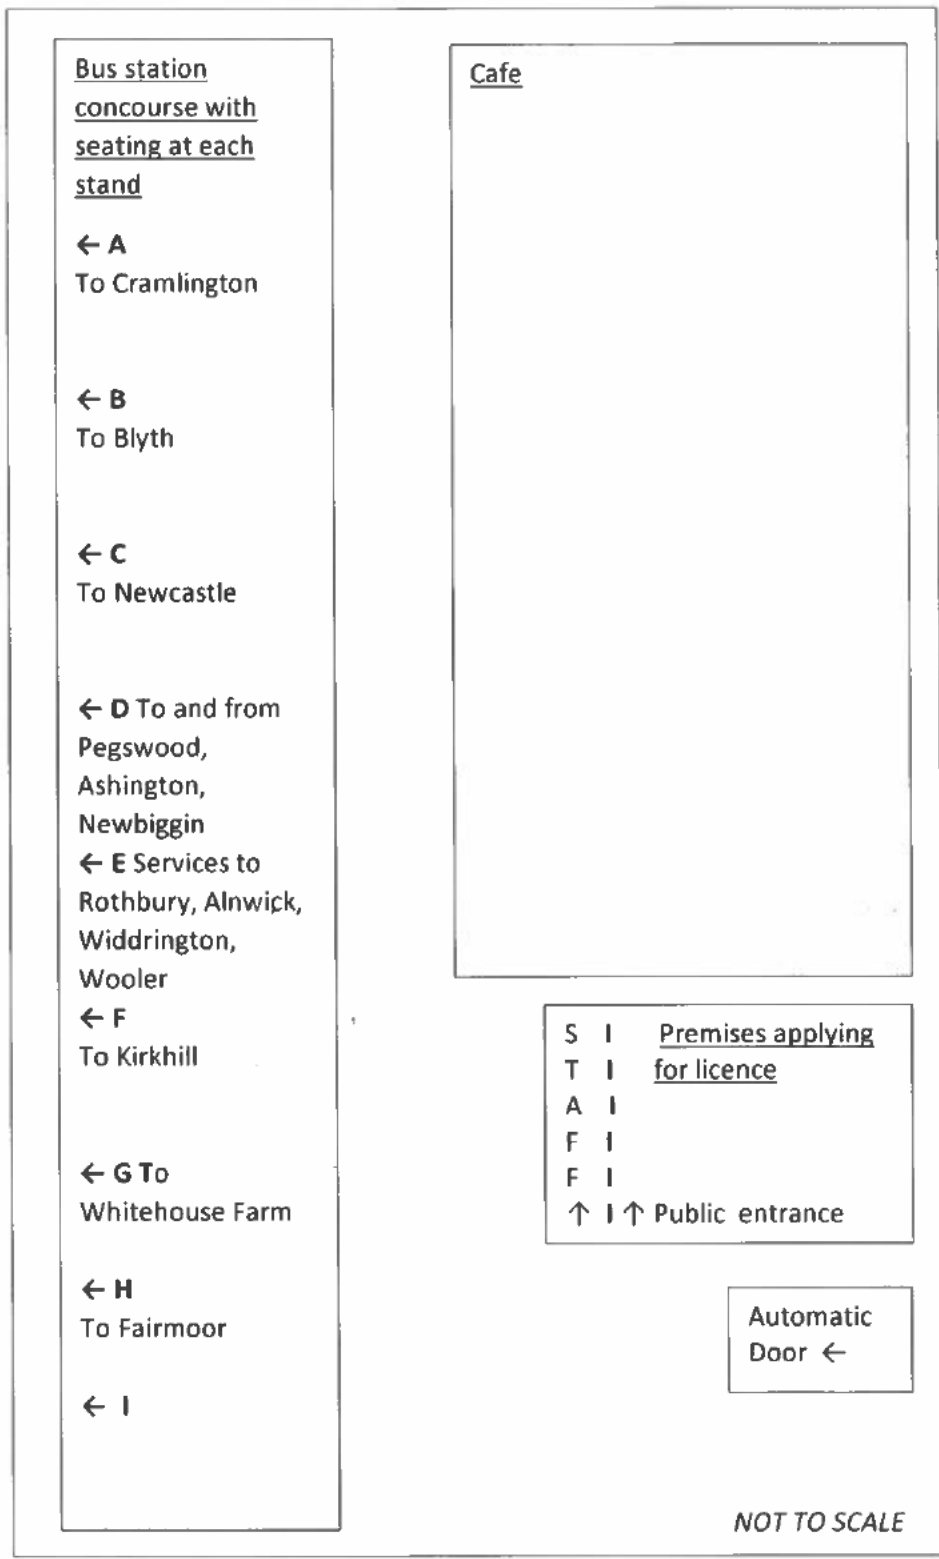 Bus station
concourse with
seating at each
stand
← A
To Cramlington
← B
To Blyth
← C
To Newcastle
← D To and from
Pegswood,
Ashington,
Newbiggin
← E Services to
Rothbury, Alnwick,
Widdrington,
Wooler
← F
To Kirkhill
← G To
Whitehouse Farm
← H
To Fairmoor
← I
Cafe
S I Premises applying
T I for licence
A I
F I
F I
↑ I ↑ Public entrance
Automatic
Door ←
NOT TO SCALE